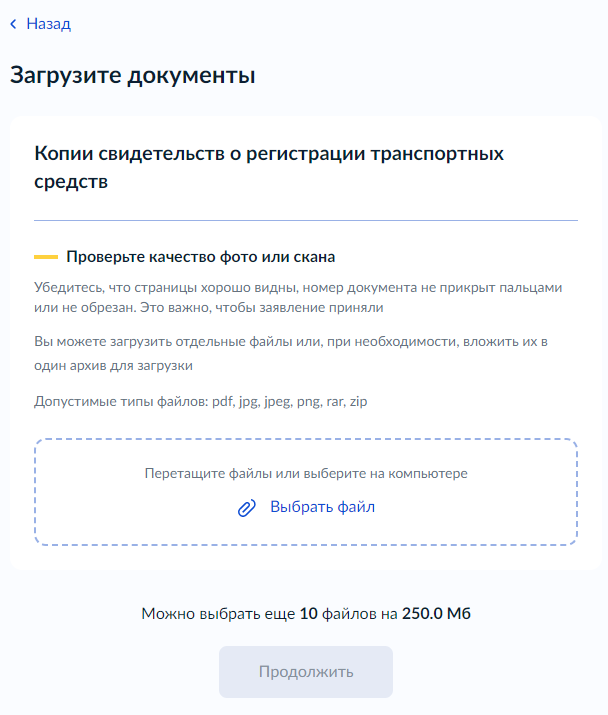 Назад
Загрузите документы
Копии свидетельств о регистрации транспортных
средств
Проверьте качество фото или скана
Убедитесь, что страницы хорошо видны, номер документа не прикрыт пальцами
или не обрезан. Это важно, чтобы заявление приняли
Вы можете загрузить отдельные файлы или, при необходимости, вложить их в
один архив для загрузки
Допустимые типы файлов: pdf, jpg, jpeg, png, rar, zip
Перетащите файлы или выберите на компьютере
Выбрать файл
Можно выбрать еще 10 файлов на 250.0 Мб
Продолжить